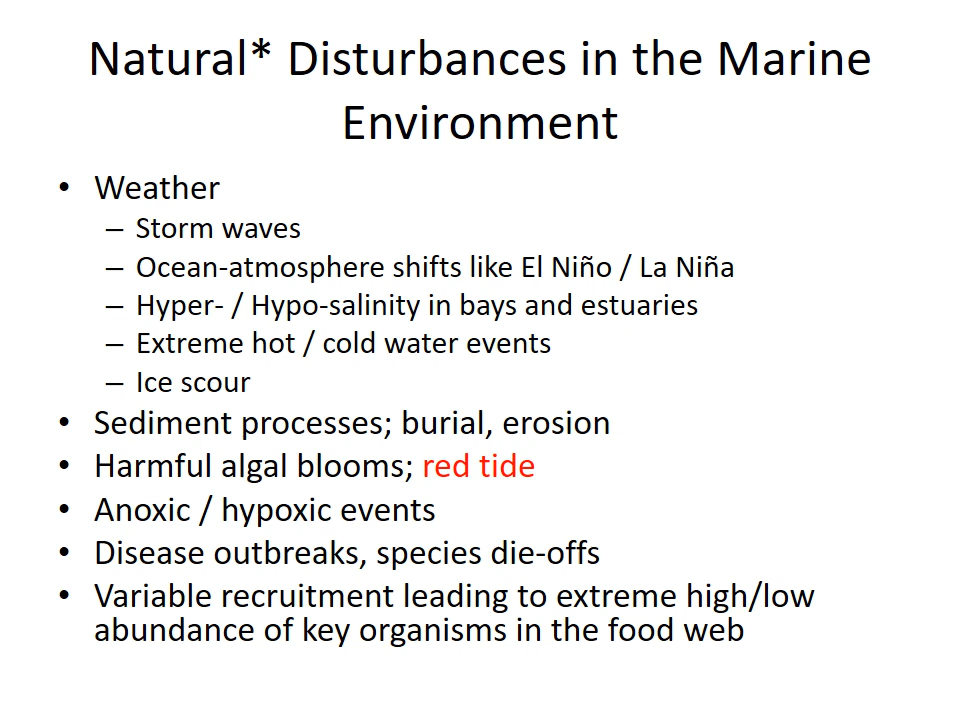 Natural* Disturbances in the Marine
Environment
• Weather
– Storm waves
– Ocean-atmosphere shifts like El Niño / La Niña
– Hyper- / Hypo-salinity in bays and estuaries
– Extreme hot / cold water events
– Ice scour
• Sediment processes; burial, erosion
• Harmful algal blooms; red tide
• Anoxic / hypoxic events
• Disease outbreaks, species die-offs
• Variable recruitment leading to extreme high/low
abundance of key organisms in the food web